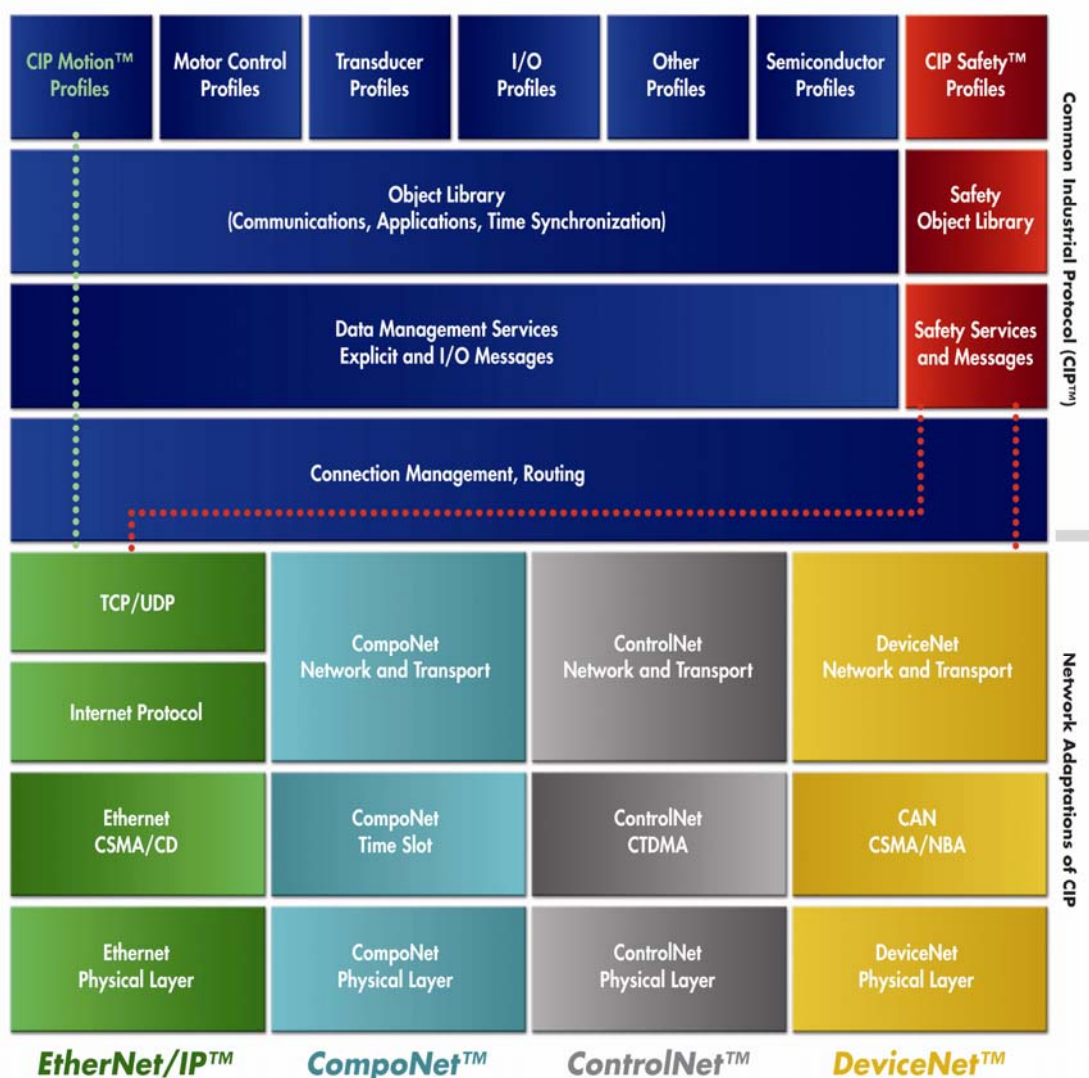 CIP Motion™
Profiles
Motor Control
Profiles
Transducer
Profiles
I/O
Profiles
Other
Profiles
Semiconductor
Profiles
CIP Safety™
Profiles
Object Library
(Communications, Applications, Time Synchronization)
Safety
Object Library
Data Management Services
Explicit and I/O Messages
Safety Services
and Messages
Connection Management, Routing
Common Industrial Protocol (CIP™)
TCP/UDP
Internet Protocol
CompoNet
Network and Transport
ControlNet
Network and Transport
DeviceNet
Network and Transport
Ethernet
CSMA/CD
CompoNet
Time Slot
ControlNet
CTDMA
CAN
CSMA/NBA
Ethernet
Physical Layer
CompoNet
Physical Layer
ControlNet
Physical Layer
DeviceNet
Physical Layer
Network Adaptations of CIP
EtherNet/IP™
CompoNet™
ControlNet™
DeviceNet™